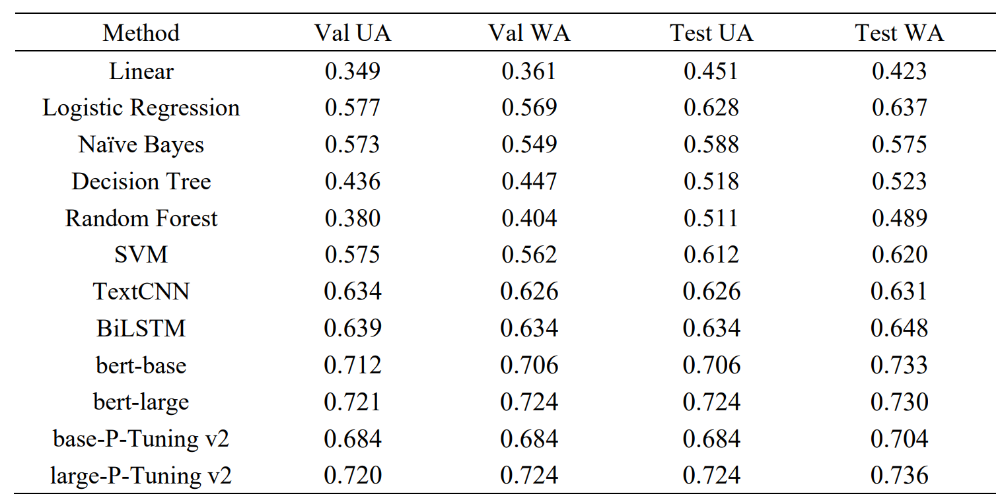 Method Val UA Val WA Test UA Test WA
Linear 0.349 0.361 0.451 0.423
Logistic Regression 0.577 0.569 0.628 0.637
Naïve Bayes 0.573 0.549 0.588 0.575
Decision Tree 0.436 0.447 0.518 0.523
Random Forest 0.380 0.404 0.511 0.489
SVM 0.575 0.562 0.612 0.620
TextCNN 0.634 0.626 0.626 0.631
BiLSTM 0.639 0.634 0.634 0.648
bert-base 0.712 0.706 0.706 0.733
bert-large 0.721 0.724 0.724 0.730
base-P-Tuning v2 0.684 0.684 0.684 0.704
large-P-Tuning v2 0.720 0.724 0.724 0.736